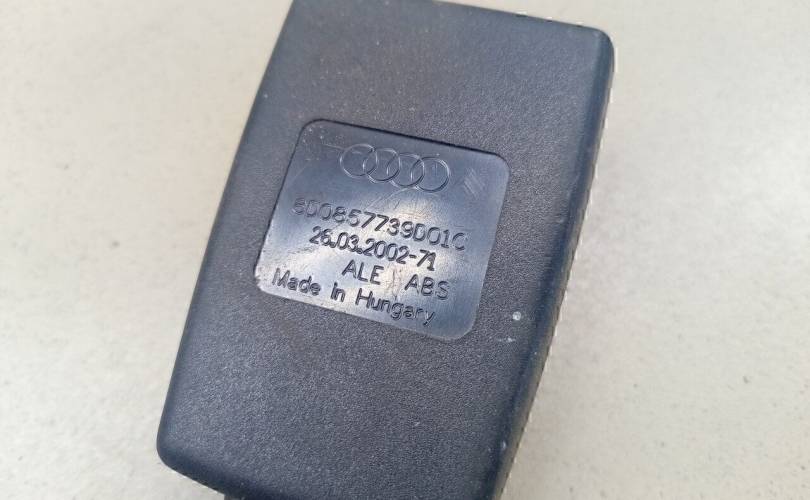 8D0857739D01C
26.03.2002-71
ALE ABS
Made in Hungary